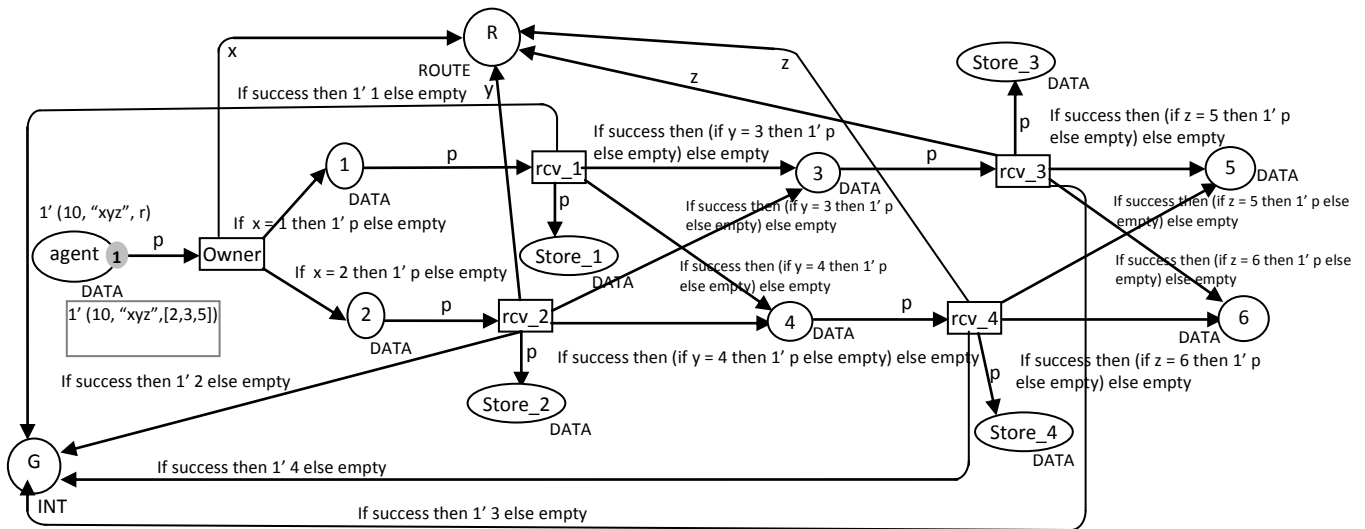 R
x
z
ROUTE
z
Store_3
DATA
If success then 1' 1 else empty
y
If success then (if y = 3 then 1' p
else empty) else empty
p
If success then (if z = 5 then 1' p
else empty) else empty
1
p
rcv_1
3
p
rcv_3
5
DATA
DATA
DATA
1' (10, "xyz", r)
If x = 1 then 1' p else empty
p
If success then (if y = 3 then 1' p
else empty) else empty
If success then (if z = 5 then 1' p else
empty) else empty
agent
1
p
Owner
Store_1
DATA
DATA
If x = 2 then 1' p else empty
If success then (if y = 4 then 1' p
else empty) else empty
If success then (if z = 6 then 1' p else
empty) else empty
1' (10, "xyz",[2,3,5])
2
p
rcv_2
4
p
rcv_4
6
DATA
DATA
DATA
p
If success then (if y = 4 then 1' p else empty) else empty
If success then (if z = 6 then 1' p
else empty) else empty
p
If success then 1' 2 else empty
Store_2
DATA
Store_4
DATA
G
If success then 1' 4 else empty
INT
If success then 1' 3 else empty